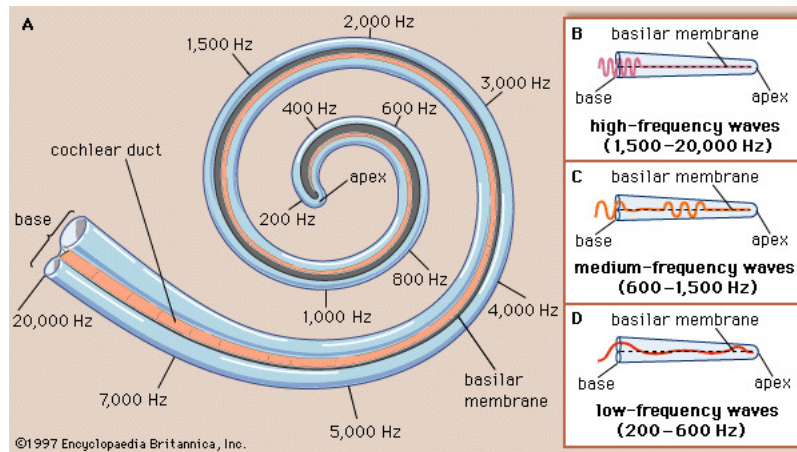 A
2,000 Hz
1,500 Hz
3,000 Hz
400 Hz
600 Hz
cochlear duct
apex
200 Hz
base
800 Hz
1,000 Hz
4,000 Hz
20,000 Hz
7,000 Hz
5,000 Hz
basilar
membrane
©1997 Encyclopaedia Britannica, Inc.
B
basilar membrane
base
apex
high-frequency waves
(1,500–20,000 Hz)
C
basilar membrane
base
apex
medium-frequency waves
(600–1,500 Hz)
D
basilar membrane
base
apex
low-frequency waves
(200–600 Hz)